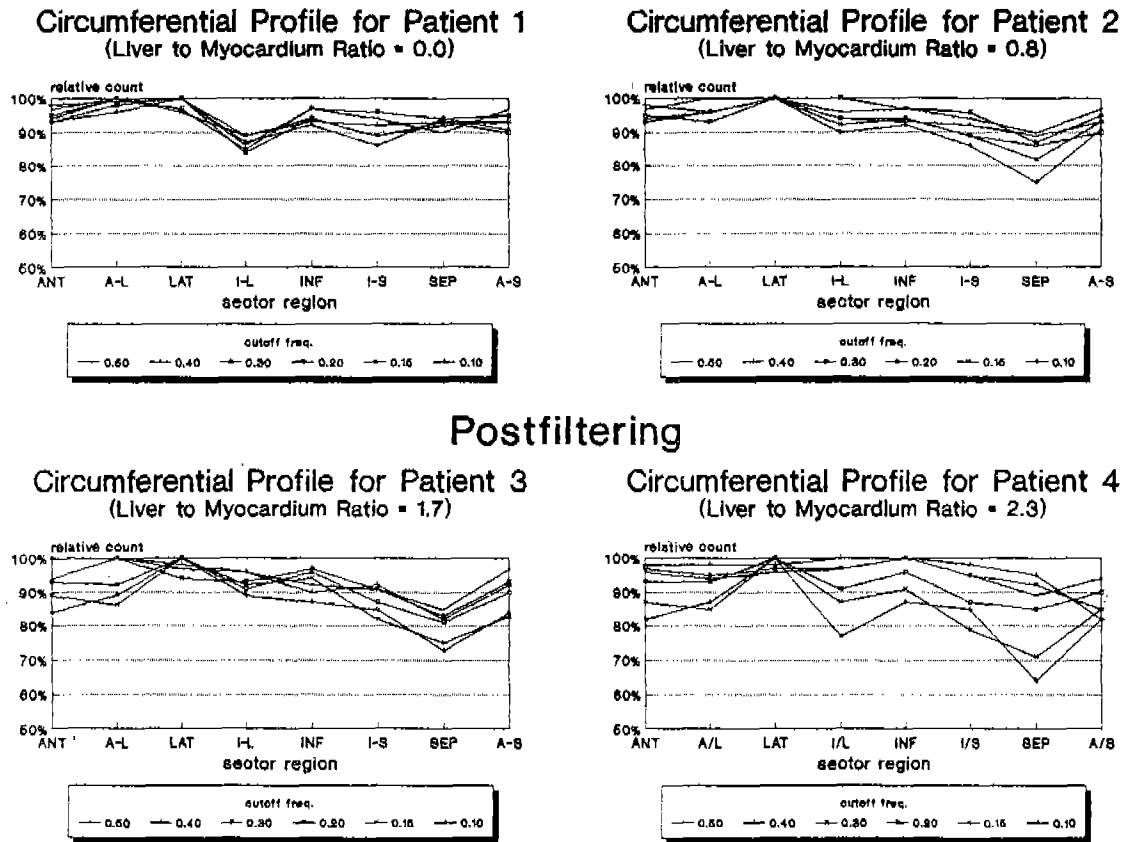 Circumferential Profile for Patient 1
(Liver to Myocardium Ratio = 0.0)
relative count
100%
90%
80%
70%
60%
50%
ANT A-L LAT I-L INF I-S SEP A-S
sector region
cutoff freq.
0.50 0.40 0.30 0.20 0.15 0.10
Circumferential Profile for Patient 2
(Liver to Myocardium Ratio = 0.8)
relative count
100%
90%
80%
70%
60%
50%
ANT A-L LAT I-L INF I-S SEP A-S
sector region
cutoff freq.
0.50 0.40 0.30 0.20 0.15 0.10
Postfiltering
Circumferential Profile for Patient 3
(Liver to Myocardium Ratio = 1.7)
relative count
100%
90%
80%
70%
60%
50%
ANT A-L LAT I-L INF I-S SEP A-S
sector region
cutoff freq.
0.50 0.40 0.30 0.20 0.15 0.10
Circumferential Profile for Patient 4
(Liver to Myocardium Ratio = 2.3)
relative count
100%
90%
80%
70%
60%
50%
ANT A/L LAT I/L INF I/S SEP A/S
sector region
cutoff freq.
0.50 0.40 0.30 0.20 0.15 0.10